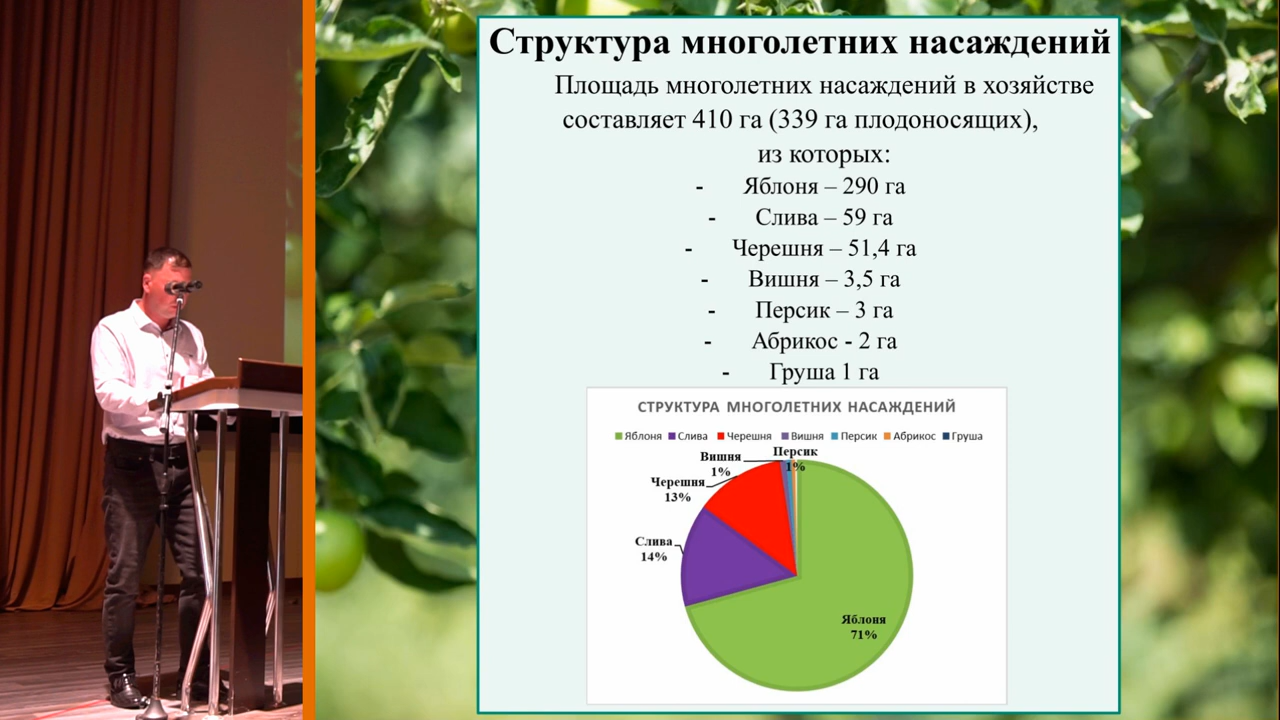 Структура многолетних насаждений
Площадь многолетних насаждений в хозяйстве
составляет 410 га (339 га плодоносящих),
из которых:
- Яблоня – 290 га
- Слива – 59 га
- Черешня – 51,4 га
- Вишня – 3,5 га
- Персик – 3 га
- Абрикос - 2 га
- Груша 1 га
СТРУКТУРА МНОГОЛЕТНИХ НАСАЖДЕНИЙ
Яблоня Слива Черешня Вишня Персик Абрикос Груша
Персик
1%
Вишня
1%
Черешня
13%
Слива
14%
Яблоня
71%